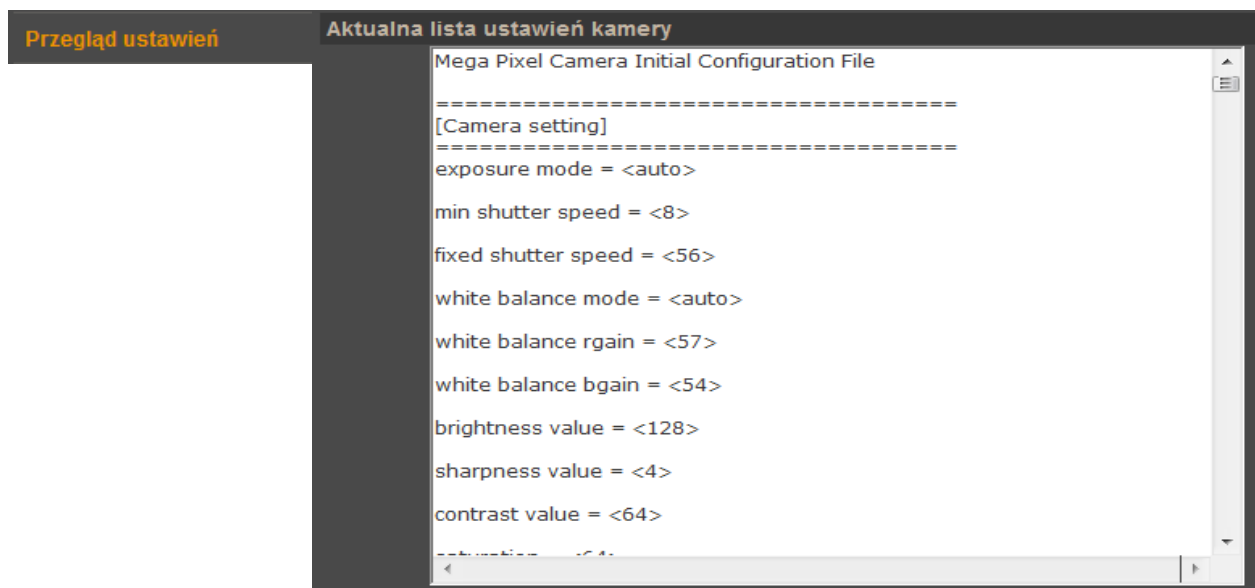 Przegląd ustawień
Aktualna lista ustawień kamery
Mega Pixel Camera Initial Configuration File
====================================
[Camera setting]
====================================
exposure mode = <auto>
min shutter speed = <8>
fixed shutter speed = <56>
white balance mode = <auto>
white balance rgain = <57>
white balance bgain = <54>
brightness value = <128>
sharpness value = <4>
contrast value = <64>